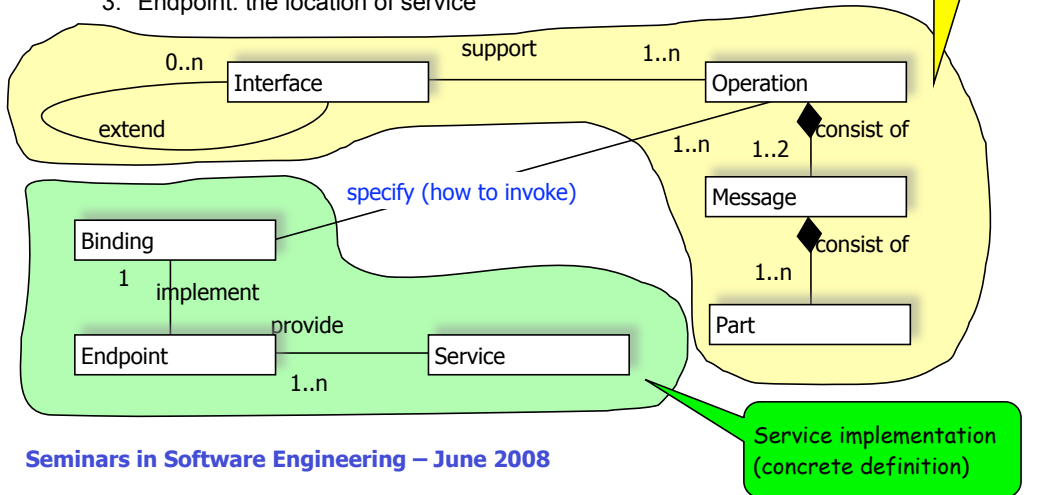 3. Endpoint: the location of service
support
0..n
1..n
Interface
Operation
extend
consist of
1..n
1..2
specify (how to invoke)
Message
Binding
consist of
1
1..n
implement
provide
Part
Endpoint
Service
1..n
Service implementation
(concrete definition)
Seminars in Software Engineering – June 2008